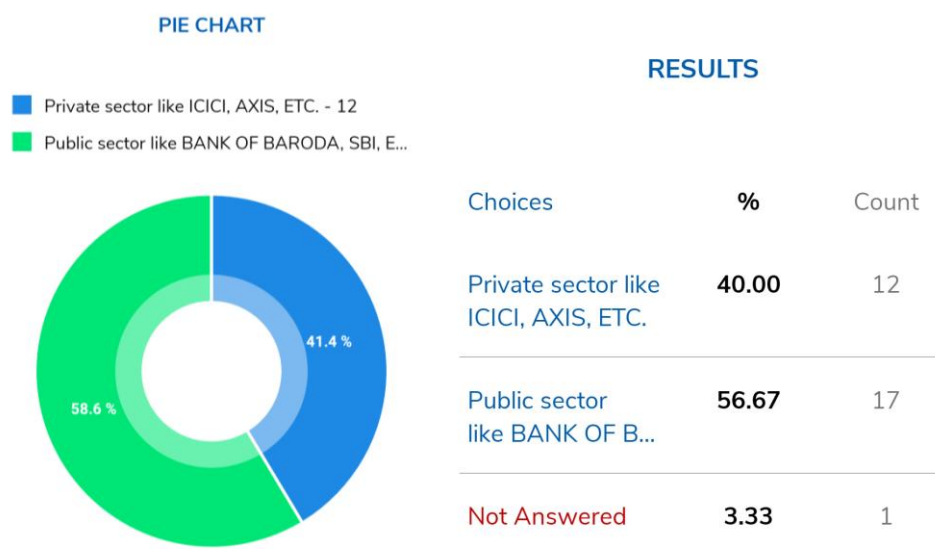 PIE CHART
Private sector like ICICI, AXIS, ETC. - 12
Public sector like BANK OF BARODA, SBI, E...
41.4 %
58.6 %
RESULTS
Choices % Count
Private sector like 40.00 12
ICICI, AXIS, ETC.
Public sector 56.67 17
like BANK OF B...
Not Answered 3.33 1